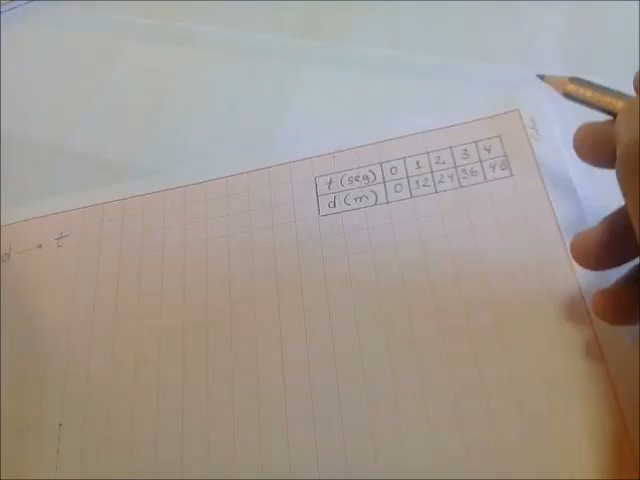 t (seg) 0 1 2 3 4
d (m) 0 12 24 36 48
d → t